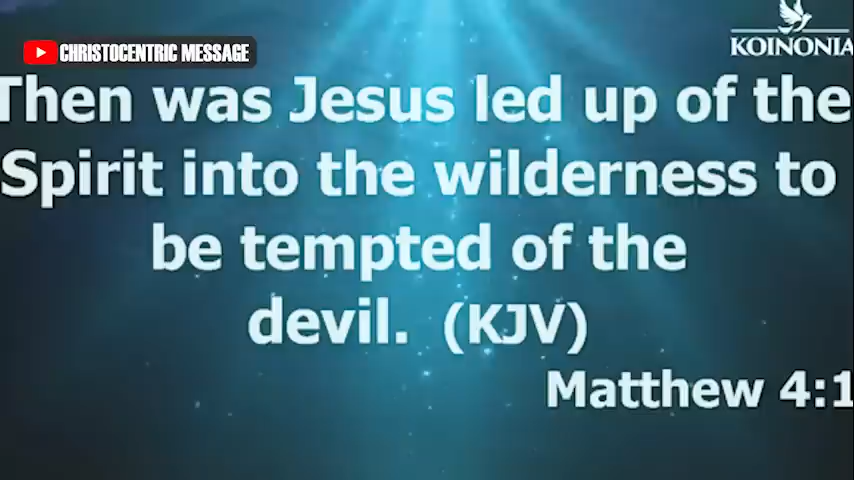 KOINONIA
CHRISTOCENTRIC MESSAGE
Then was Jesus led up of the
Spirit into the wilderness to
be tempted of the
devil. (KJV)
Matthew 4:1